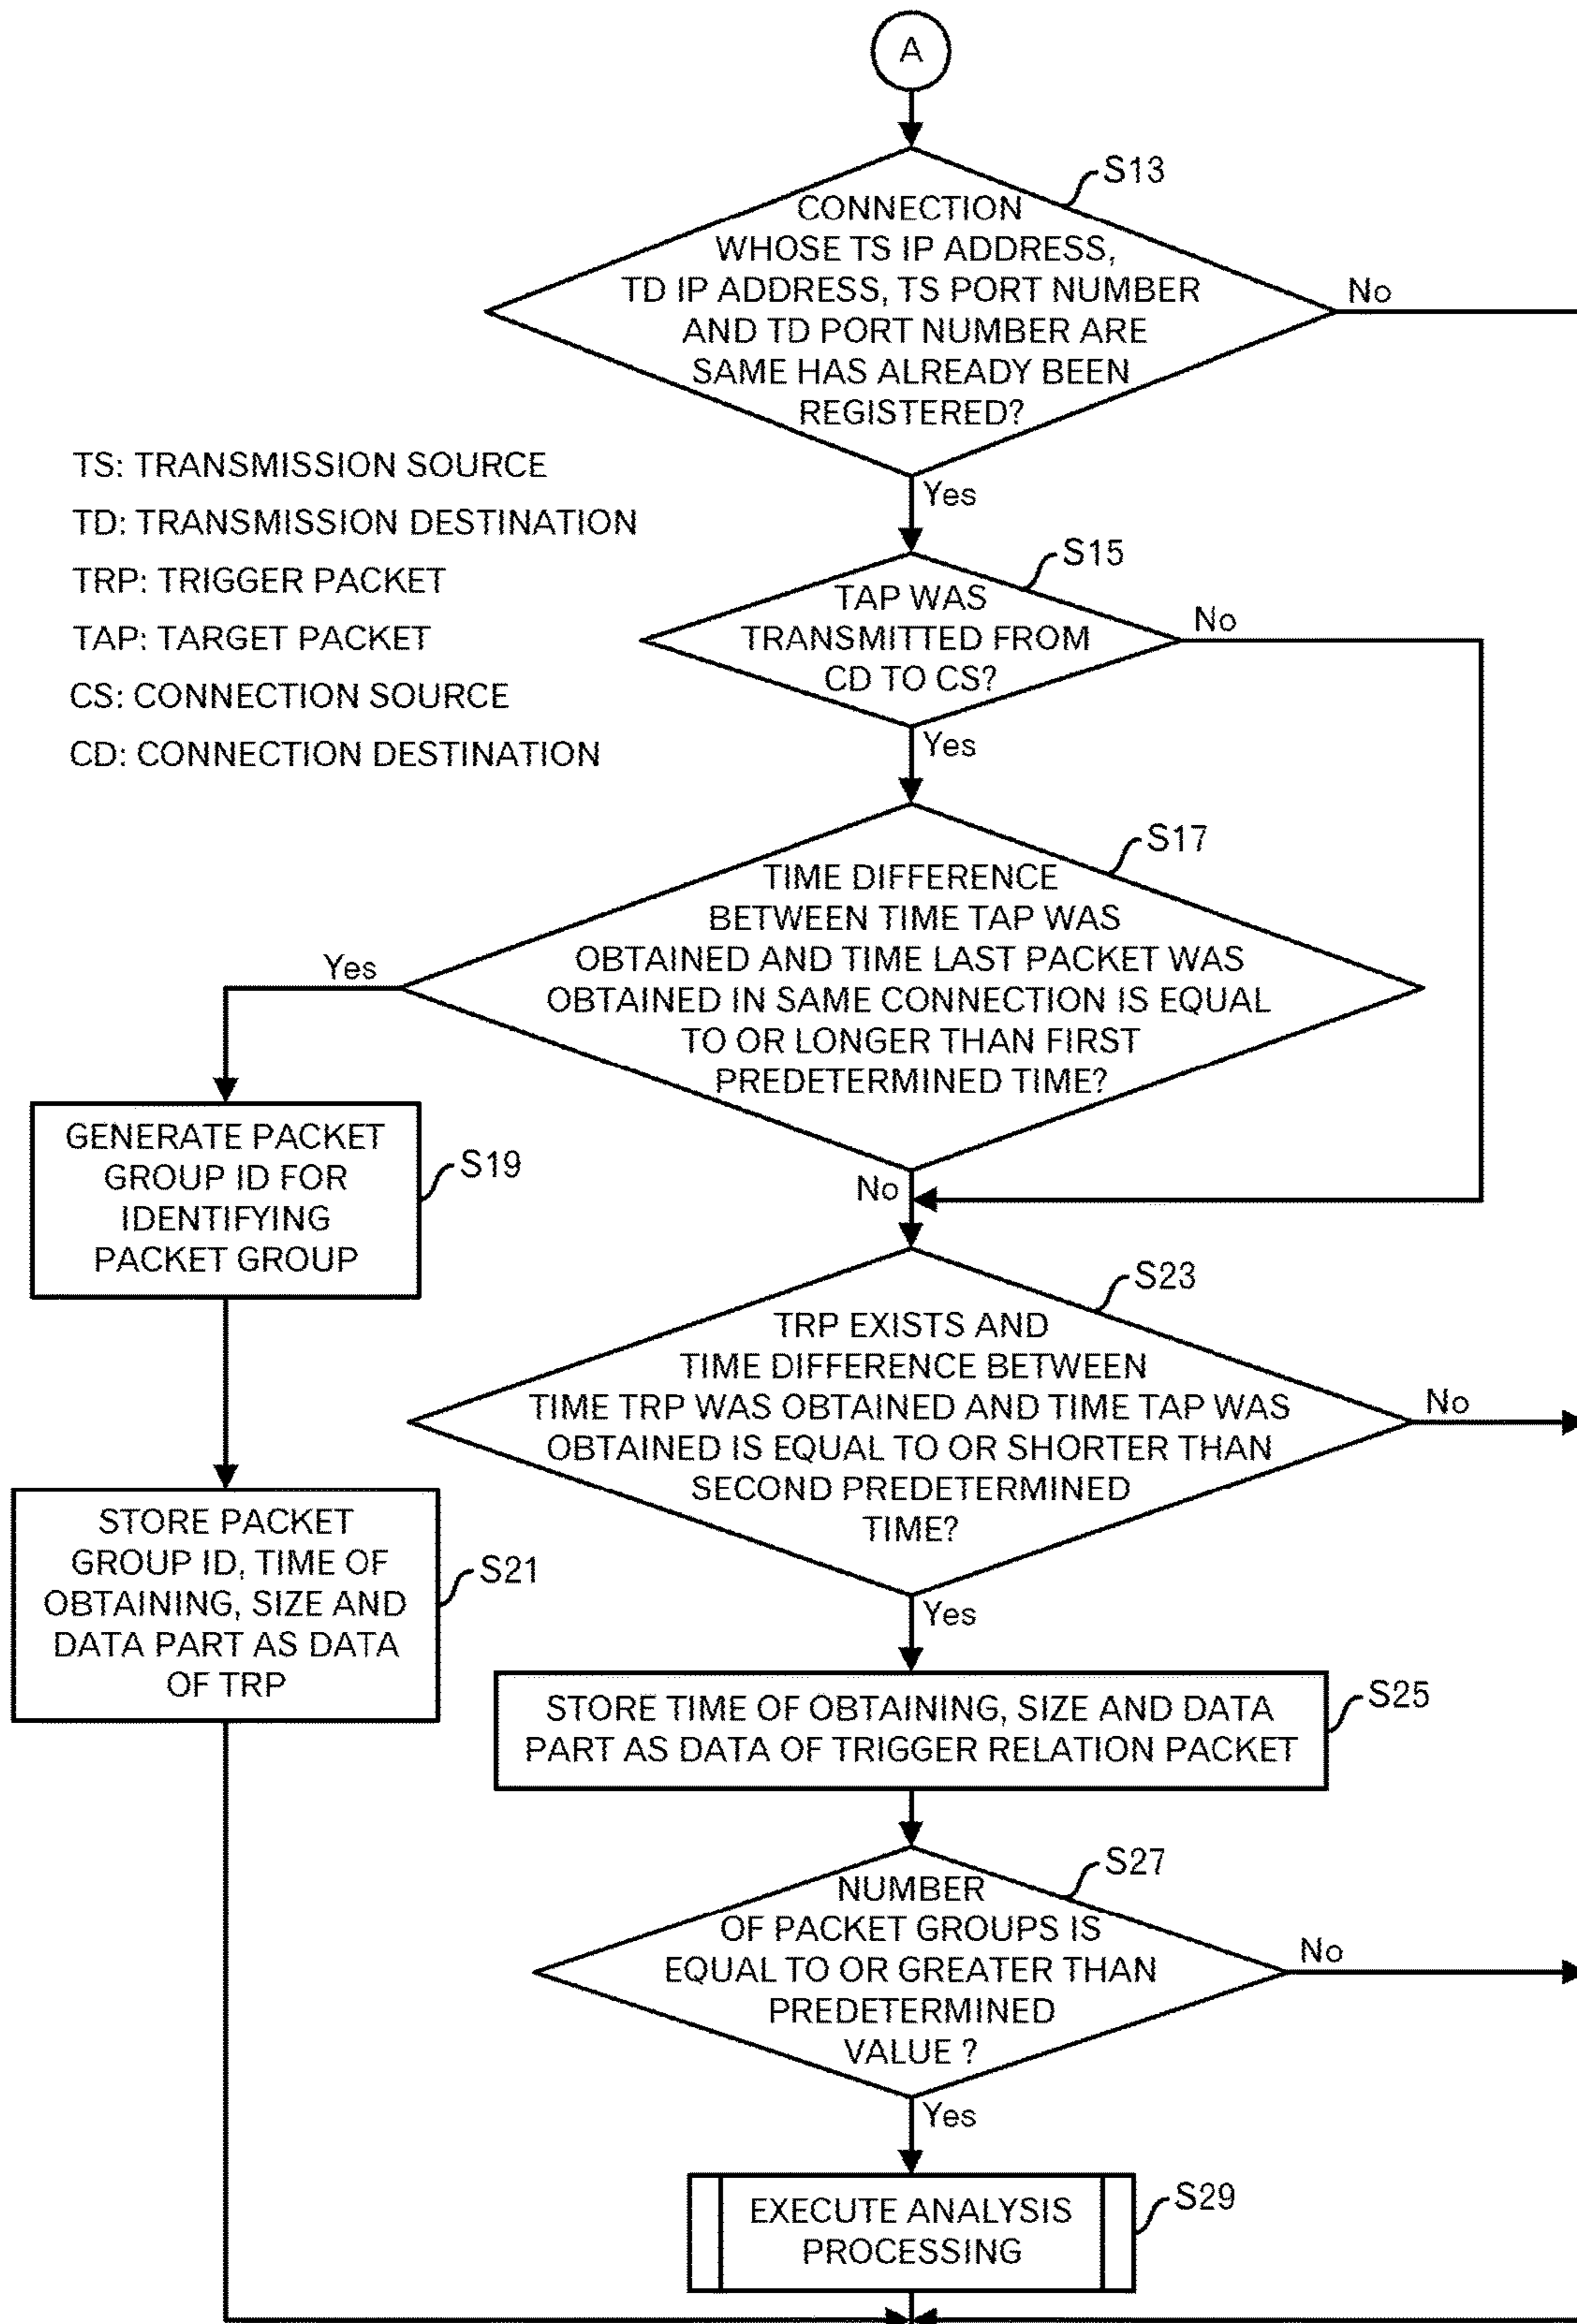 A
S13
CONNECTION
WHOSE TS IP ADDRESS,
TD IP ADDRESS, TS PORT NUMBER
AND TD PORT NUMBER ARE
SAME HAS ALREADY BEEN
REGISTERED?
No
Yes
TS: TRANSMISSION SOURCE
TD: TRANSMISSION DESTINATION
TRP: TRIGGER PACKET
TAP: TARGET PACKET
CS: CONNECTION SOURCE
CD: CONNECTION DESTINATION
S15
TAP WAS
TRANSMITTED FROM
CD TO CS?
No
Yes
S17
TIME DIFFERENCE
BETWEEN TIME TAP WAS
OBTAINED AND TIME LAST PACKET WAS
OBTAINED IN SAME CONNECTION IS EQUAL
TO OR LONGER THAN FIRST
PREDETERMINED TIME?
Yes
No
GENERATE PACKET
GROUP ID FOR
IDENTIFYING
PACKET GROUP
S19
S23
TRP EXISTS AND
TIME DIFFERENCE BETWEEN
TIME TRP WAS OBTAINED AND TIME TAP WAS
OBTAINED IS EQUAL TO OR SHORTER THAN
SECOND PREDETERMINED
TIME?
No
Yes
STORE PACKET
GROUP ID, TIME OF
OBTAINING, SIZE AND
DATA PART AS DATA
OF TRP
S21
STORE TIME OF OBTAINING, SIZE AND DATA
PART AS DATA OF TRIGGER RELATION PACKET
S25
S27
NUMBER
OF PACKET GROUPS IS
EQUAL TO OR GREATER THAN
PREDETERMINED
VALUE ?
No
Yes
EXECUTE ANALYSIS
PROCESSING
S29